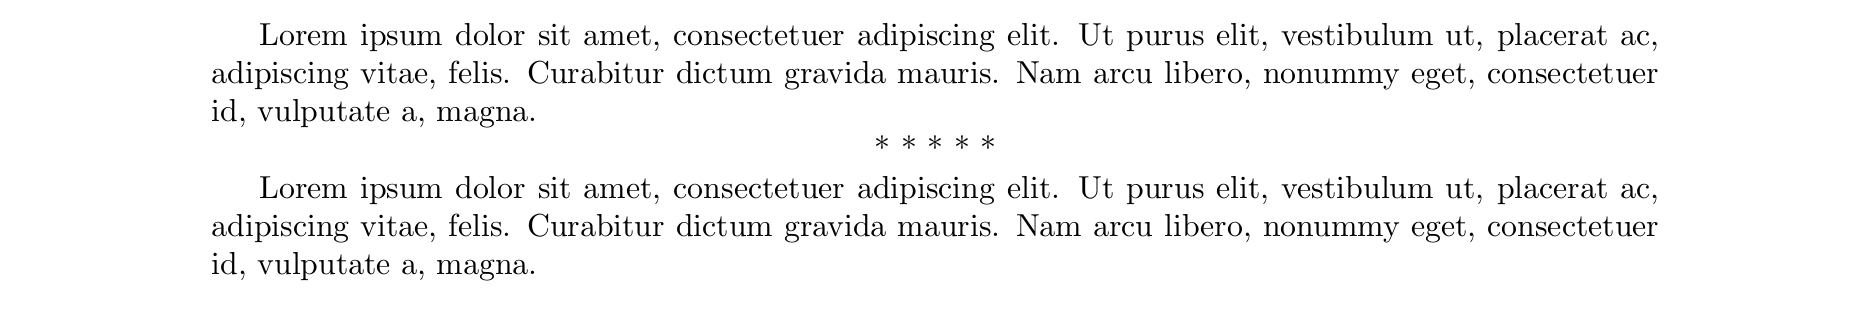 Lorem ipsum dolor sit amet, consectetuer adipiscing elit. Ut purus elit, vestibulum ut, placerat ac,
adipiscing vitae, felis. Curabitur dictum gravida mauris. Nam arcu libero, nonummy eget, consectetuer
id, vulputate a, magna.
* * * * *
Lorem ipsum dolor sit amet, consectetuer adipiscing elit. Ut purus elit, vestibulum ut, placerat ac,
adipiscing vitae, felis. Curabitur dictum gravida mauris. Nam arcu libero, nonummy eget, consectetuer
id, vulputate a, magna.